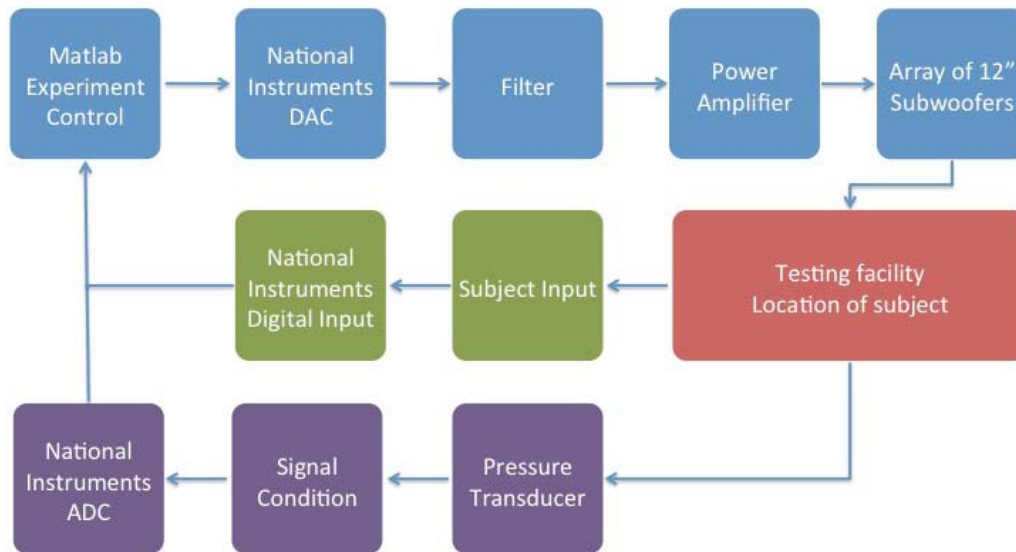 Matlab
Experiment
Control
National
Instruments
DAC
Filter
Power
Amplifier
Array of 12”
Subwoofers
National
Instruments
Digital Input
Subject Input
Testing facility
Location of subject
National
Instruments
ADC
Signal
Condition
Pressure
Transducer